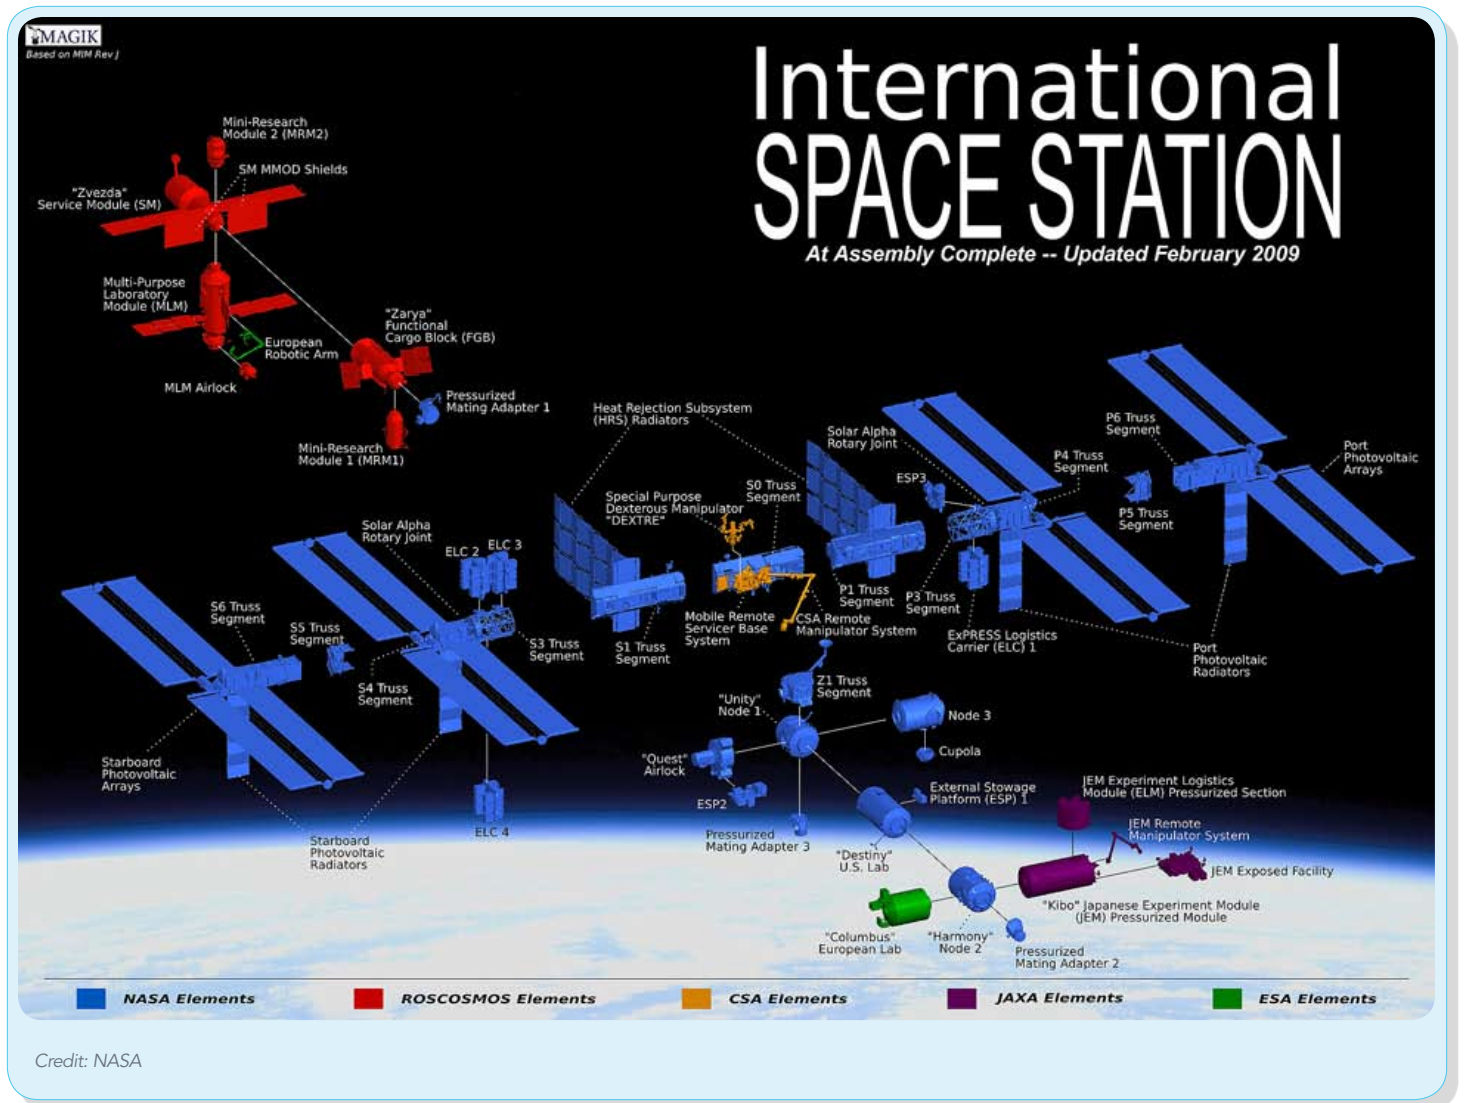 IMAGIK
Based on MIM Rev J
International
SPACE STATION
At Assembly Complete -- Updated February 2009
Mini-Research
Module 2 (MRM2)
SM MMOD Shields
"Zvezda"
Service Module (SM)
Multi-Purpose
Laboratory
Module (MLM)
European
Robotic Arm
MLM Airlock
"Zarya"
Functional
Cargo Block (FGB)
Pressurized
Mating Adapter 1
Mini-Research
Module 1 (MRM1)
Heat Rejection Subsystem
(HRS) Radiators
Solar Alpha
Rotary Joint
P6 Truss
Segment
Port
Photovoltaic
Arrays
P4 Truss
Segment
ESP3
S0 Truss
Segment
Special Purpose
Dexterous Manipulator
"DEXTRE"
P5 Truss
Segment
Solar Alpha
Rotary Joint
ELC 2
ELC 3
P1 Truss
Segment
P3 Truss
Segment
S6 Truss
Segment
S5 Truss
Segment
Mobile Remote
Servicer Base
System
CSA Remote
Manipulator System
ExPRESS Logistics
Carrier (ELC) 1
S3 Truss
Segment
S1 Truss
Segment
Port
Photovoltaic
Radiators
S4 Truss
Segment
Z1 Truss
Segment
"Unity"
Node 1
Node 3
Cupola
"Quest"
Airlock
Starboard
Photovoltaic
Arrays
ESP2
External Stowage
Platform (ESP) 1
JEM Experiment Logistics
Module (ELM) Pressurized Section
ELC 4
Pressurized
Mating Adapter 3
JEM Remote
Manipulator System
Starboard
Photovoltaic
Radiators
"Destiny"
U.S. Lab
JEM Exposed Facility
"Kibo" Japanese Experiment Module
(JEM) Pressurized Module
"Columbus"
European Lab
"Harmony"
Node 2
Pressurized
Mating Adapter 2
NASA Elements
ROSCOSMOS Elements
CSA Elements
JAXA Elements
ESA Elements
Credit: NASA